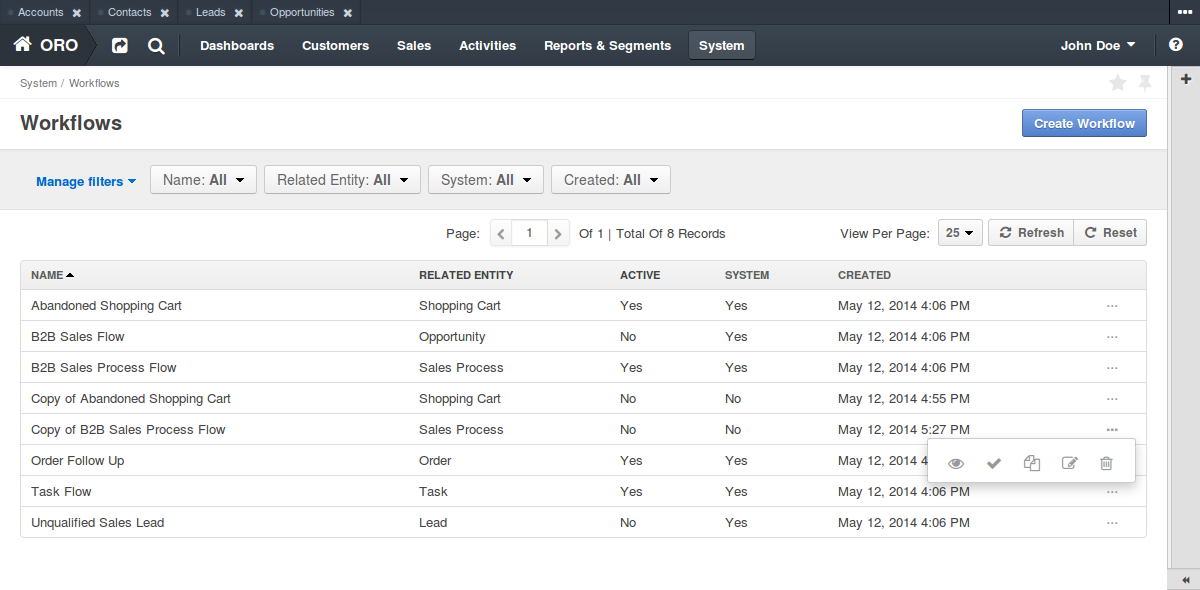 Accounts Contacts Leads Opportunities
ORO Dashboards Customers Sales Activities Reports & Segments System John Doe
System / Workflows
Workflows
Create Workflow
Manage filters Name: All Related Entity: All System: All Created: All
Page: 1 Of 1 | Total Of 8 Records View Per Page: 25 Refresh Reset
NAME RELATED ENTITY ACTIVE SYSTEM CREATED
Abandoned Shopping Cart Shopping Cart Yes Yes May 12, 2014 4:06 PM
B2B Sales Flow Opportunity No Yes May 12, 2014 4:06 PM
B2B Sales Process Flow Sales Process Yes Yes May 12, 2014 4:06 PM
Copy of Abandoned Shopping Cart Shopping Cart No No May 12, 2014 4:55 PM
Copy of B2B Sales Process Flow Sales Process No No May 12, 2014 5:27 PM
Order Follow Up Order Yes Yes May 12, 2014 4
Task Flow Task Yes Yes May 12, 2014 4:06 PM
Unqualified Sales Lead Lead No Yes May 12, 2014 4:06 PM